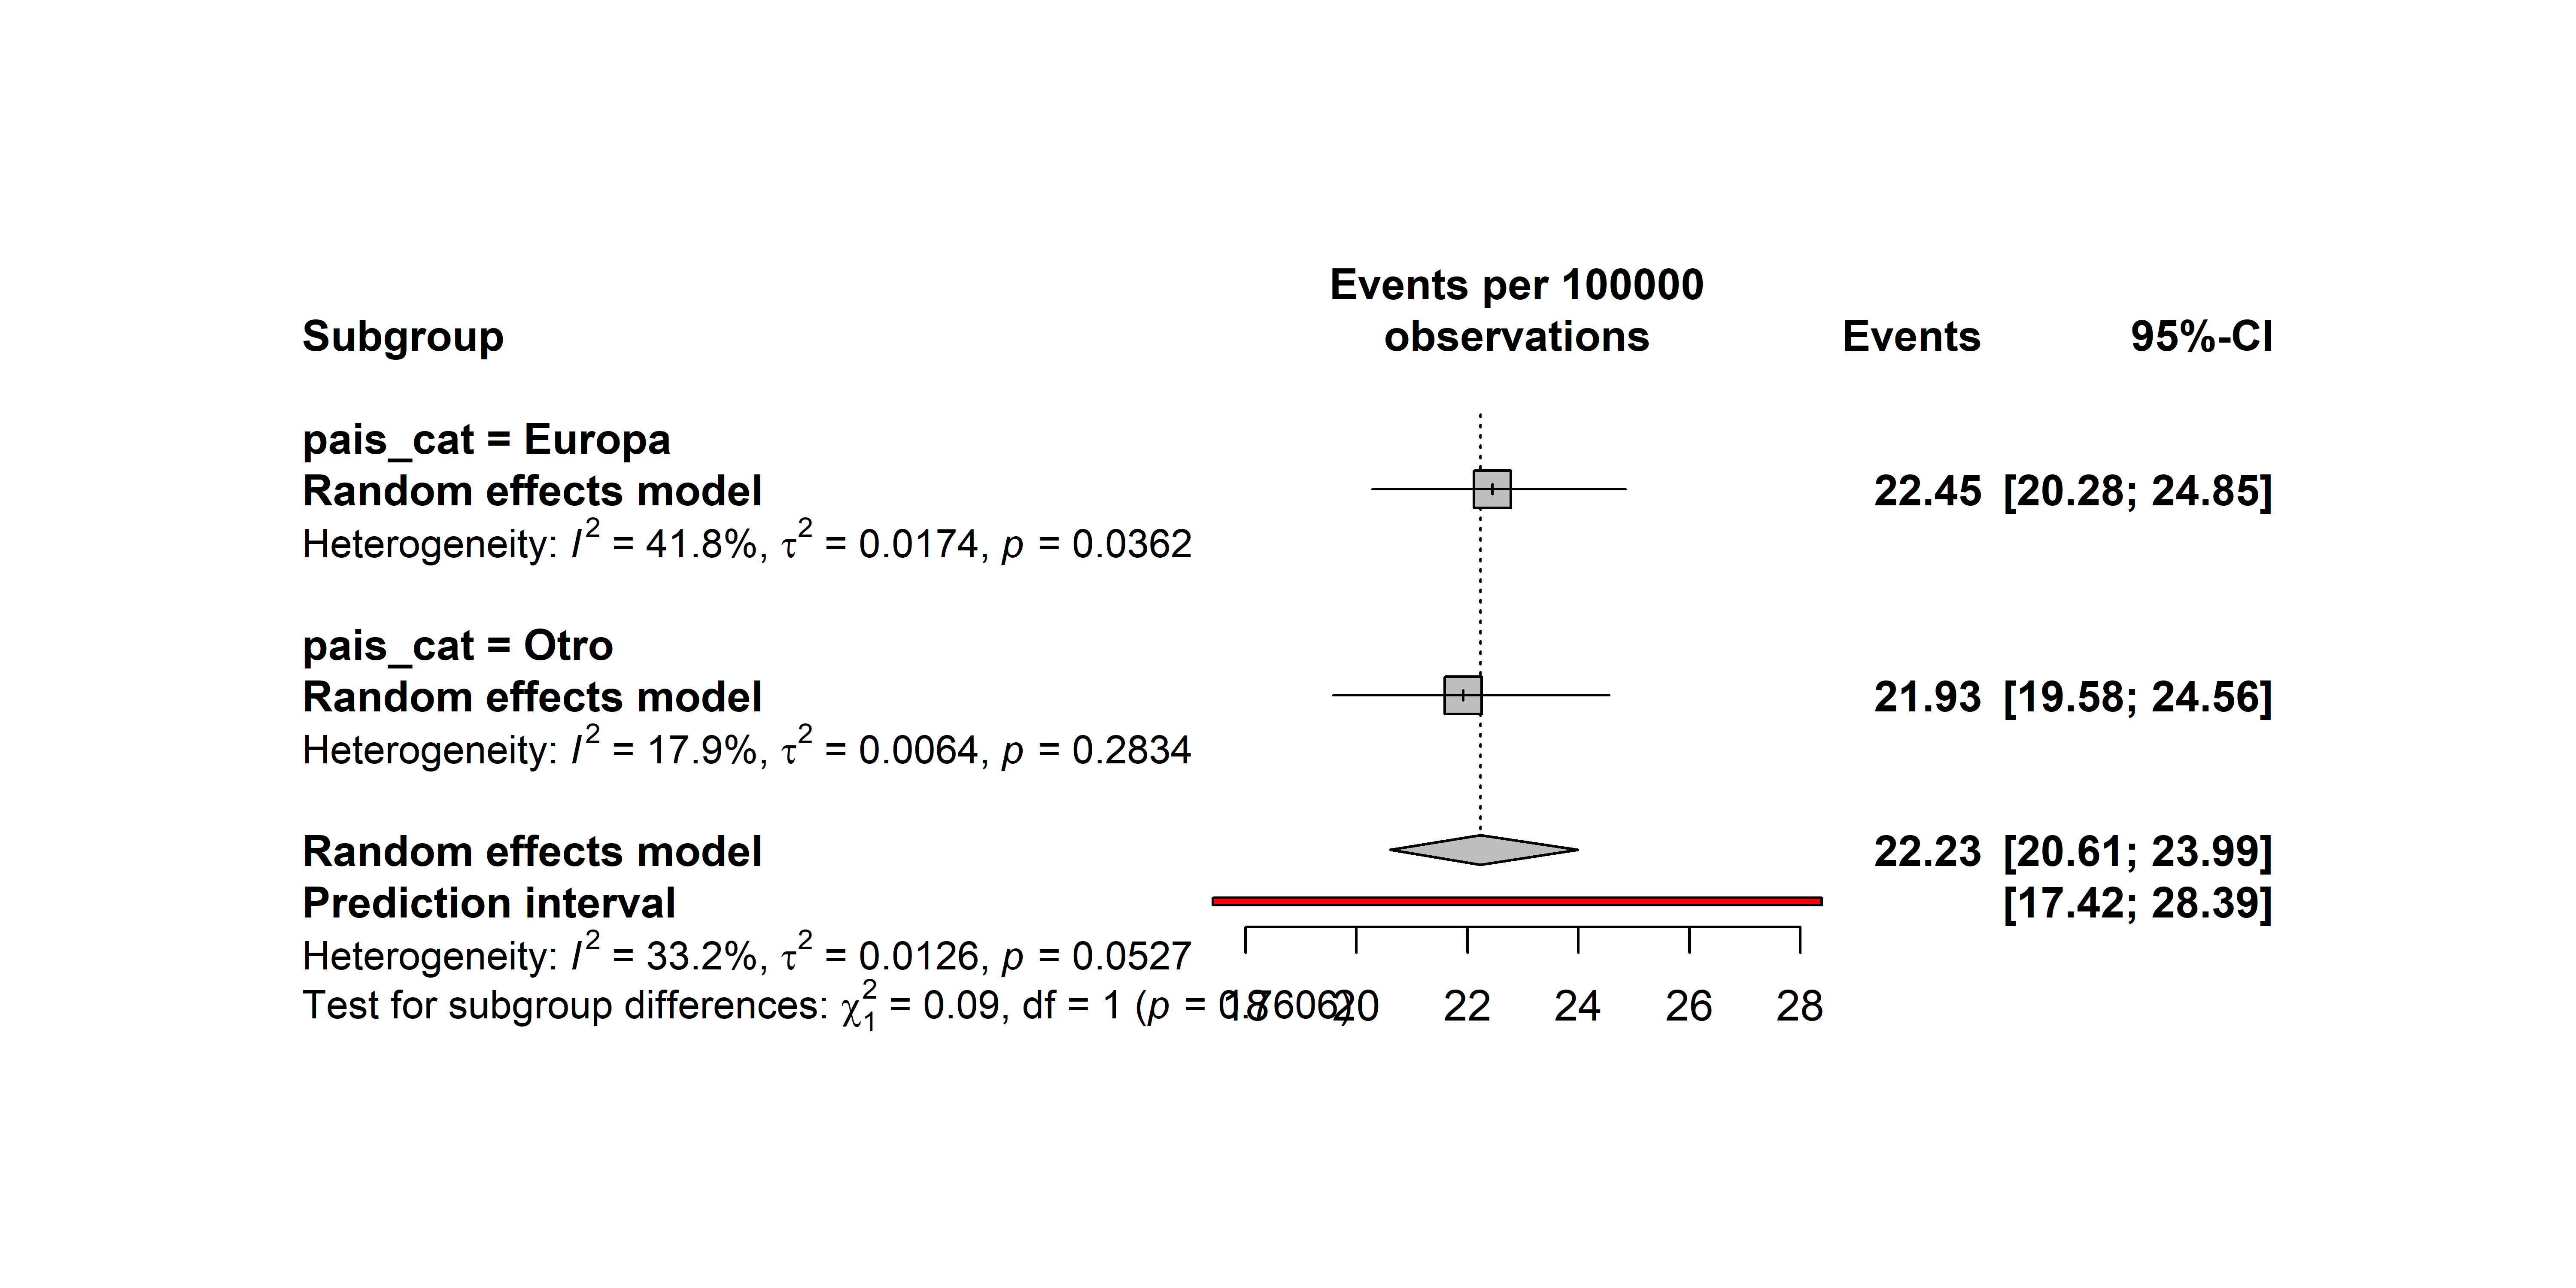 Events per 100000
Subgroup observations Events 95%-CI
pais_cat = Europa
Random effects model 22.45 [20.28; 24.85]
Heterogeneity: I² = 41.8%, τ² = 0.0174, p = 0.0362
pais_cat = Otro
Random effects model 21.93 [19.58; 24.56]
Heterogeneity: I² = 17.9%, τ² = 0.0064, p = 0.2834
Random effects model 22.23 [20.61; 23.99]
Prediction interval [17.42; 28.39]
Heterogeneity: I² = 33.2%, τ² = 0.0126, p = 0.0527
Test for subgroup differences: χ₁² = 0.09, df = 1 (p = 0.7606)
18 20 22 24 26 28